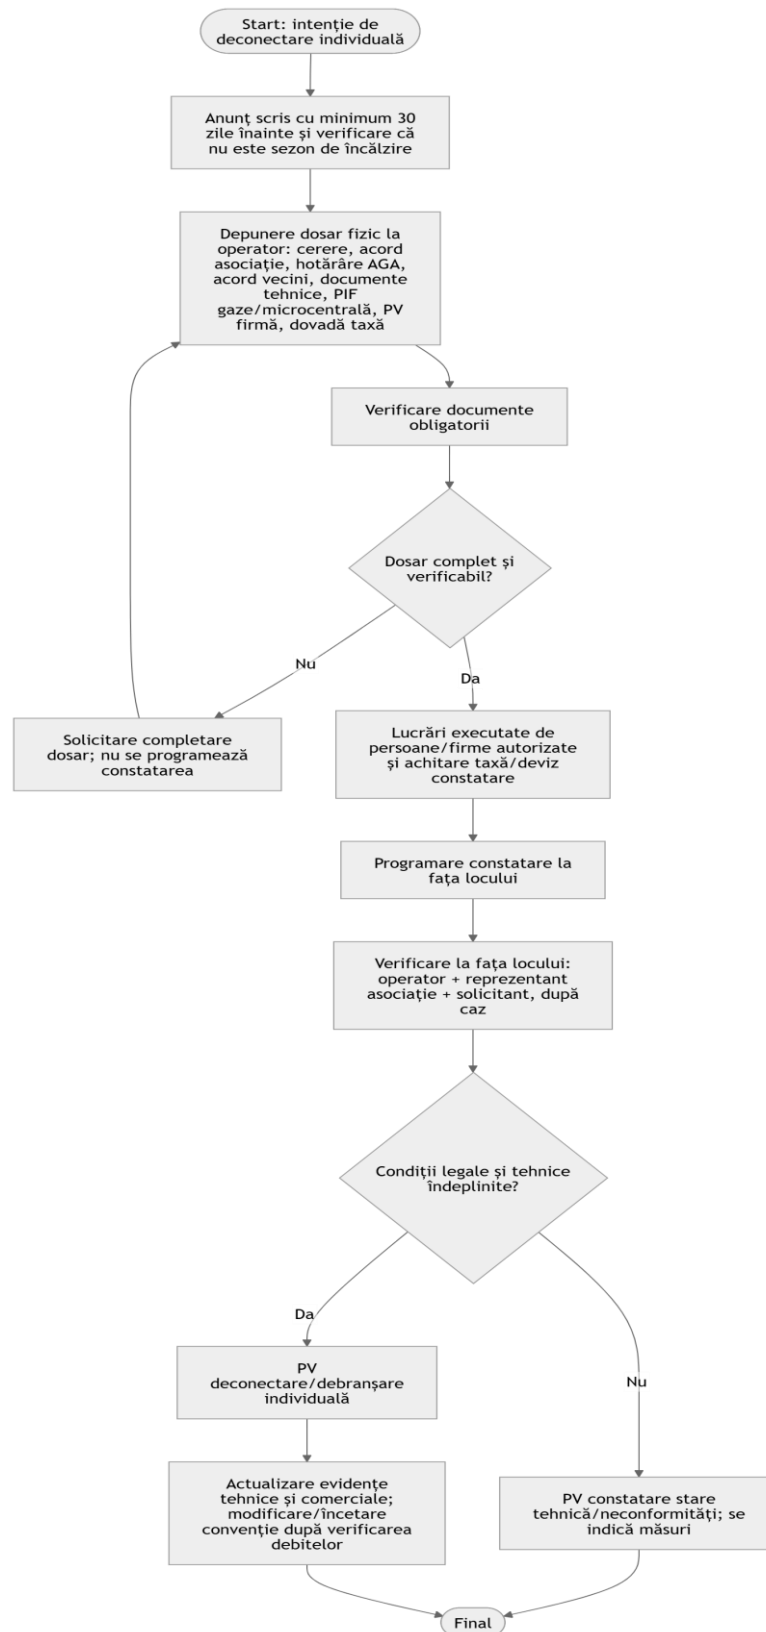 Start: intenție de
deconectare individuală
Anunț scris cu minimum 30
zile înainte și verificare că
nu este sezon de încălzire
Depunere dosar fizic la
operator: cerere, acord
asociație, hotărâre AGA,
acord vecini, documente
tehnice, PIF
gaze/microcentrală, PV
firmă, dovadă taxă
Verificare documente
obligatorii
Dosar complet și
verificabil?
Nu
Da
Solicitare completare
dosar; nu se programează
constatarea
Lucrări executate de
persoane/firme autorizate
și achitare taxă/deviz
constatare
Programare constatare la
fața locului
Verificare la fața locului:
operator + reprezentant
asociație + solicitant, după
caz
Condiții legale și tehnice
îndeplinite?
Da
Nu
PV
deconectare/debranșare
individuală
Actualizare evidențe
tehnice și comerciale;
modificare/încetare
convenție după verificarea
debitelor
PV constatare stare
tehnică/neconformități; se
indică măsuri
Final